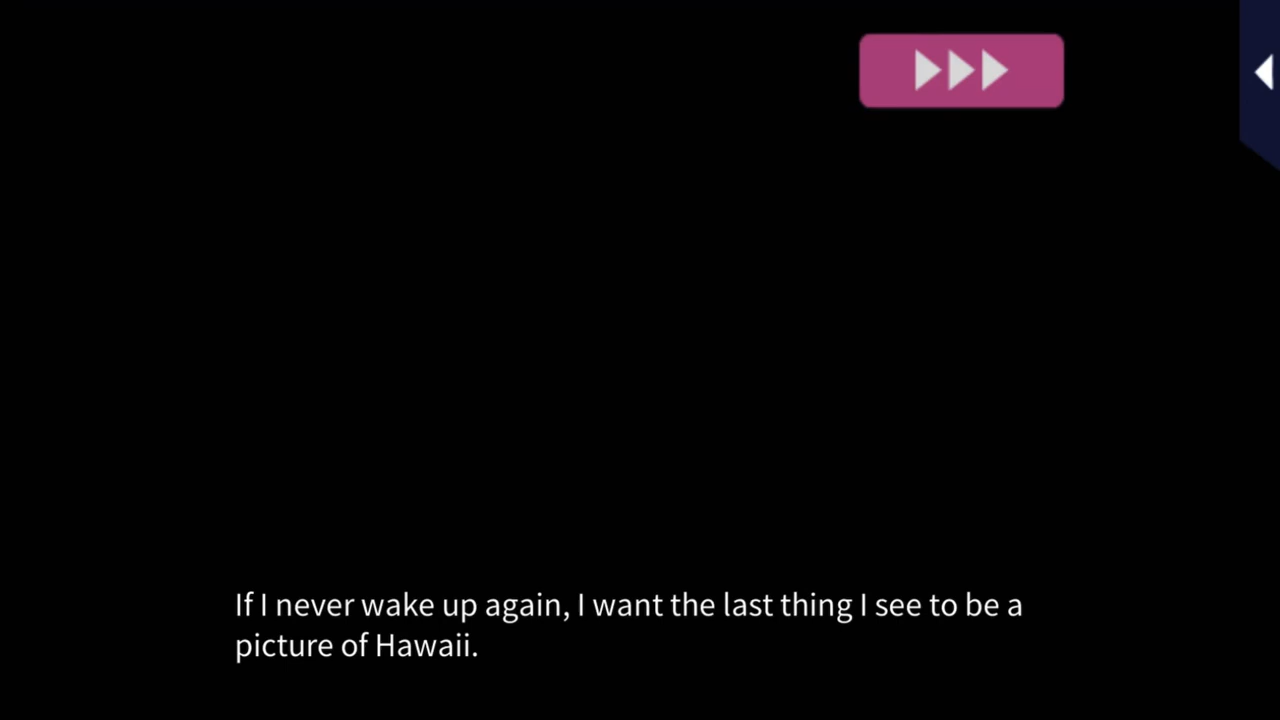 If I never wake up again, I want the last thing I see to be a
picture of Hawaii.